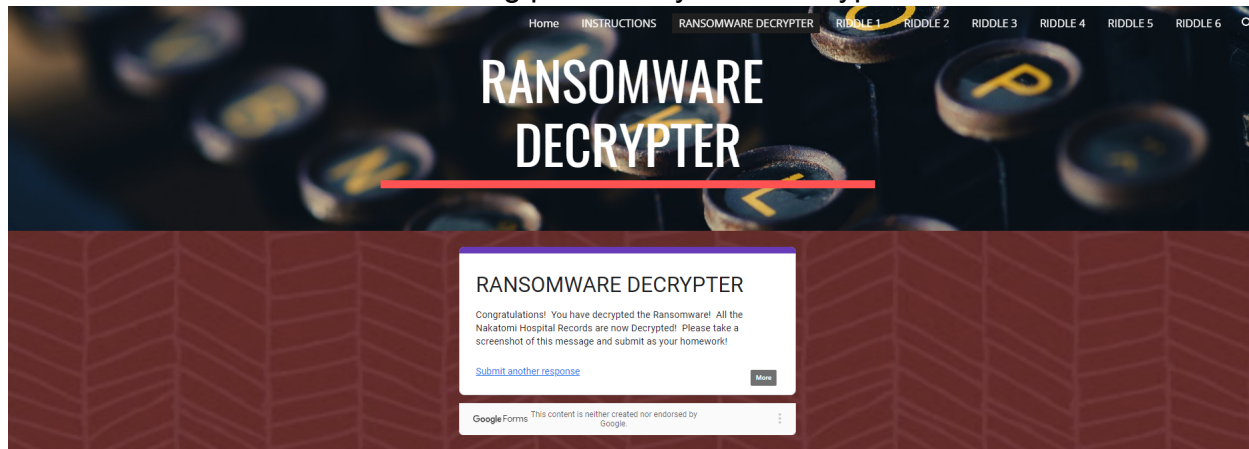 Home INSTRUCTIONS RANSOMWARE DECRYPTER RIDDLE 1 RIDDLE 2 RIDDLE 3 RIDDLE 4 RIDDLE 5 RIDDLE 6
RANSOMWARE
DECRYPTER
RANSOMWARE DECRYPTER
Congratulations! You have decrypted the Ransomware! All the
Nakatomi Hospital Records are now Decrypted! Please take a
screenshot of this message and submit as your homework!
Submit another response
More
Google Forms This content is neither created nor endorsed by
Google.